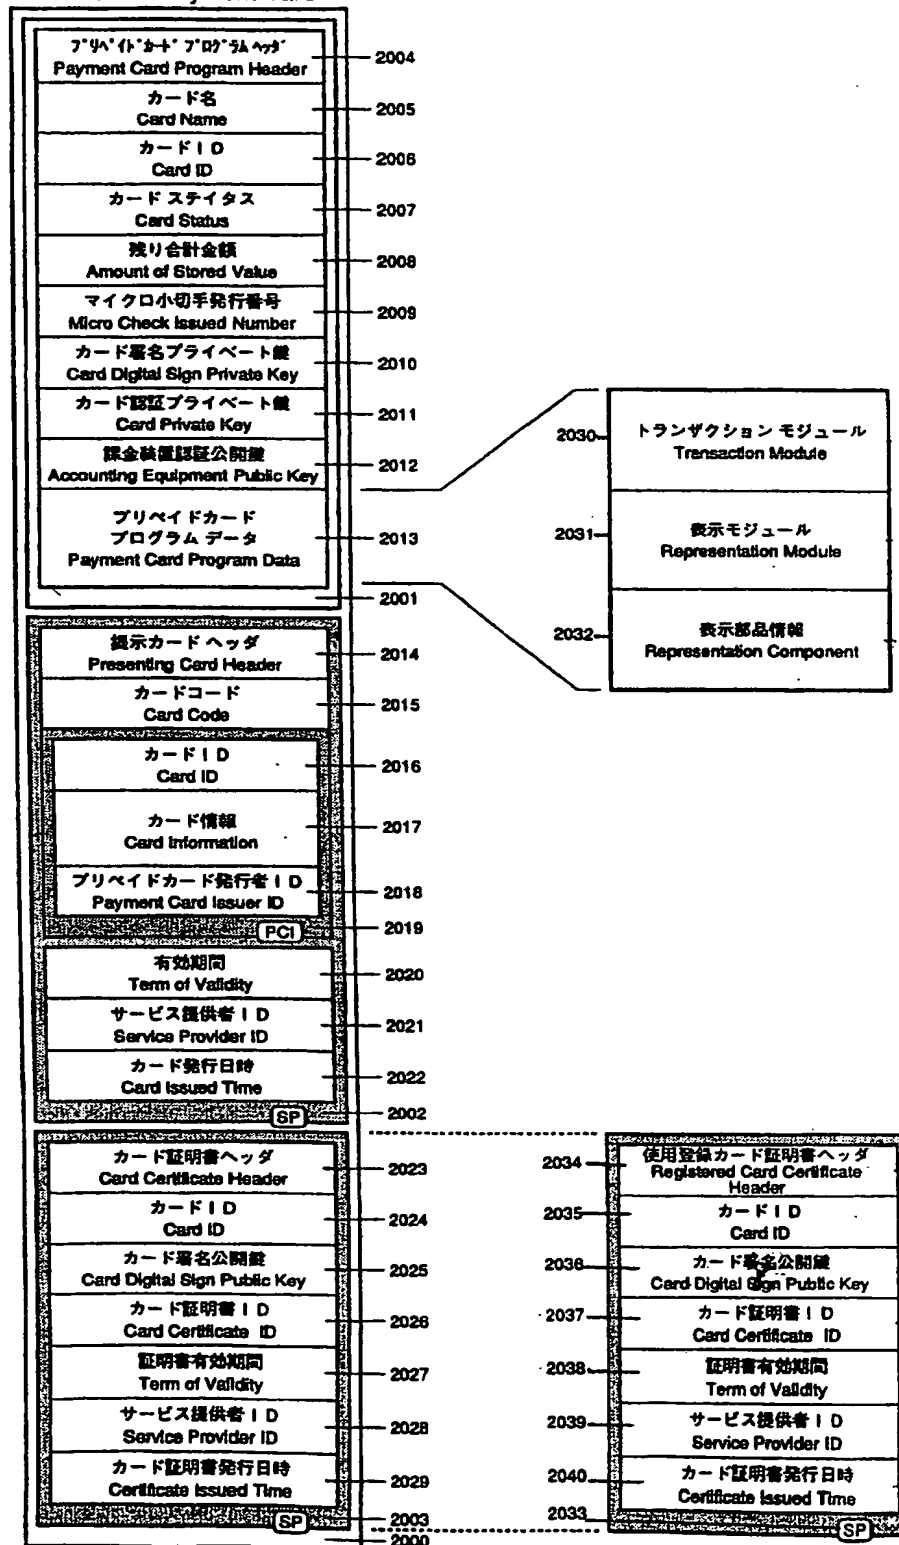 プリペイドカード プログラム ヘッダ
Payment Card Program Header
2004
カード名
Card Name
2005
カードID
Card ID
2006
カード ステイタス
Card Status
2007
残り合計金額
Amount of Stored Value
2008
マイクロ小切手発行番号
Micro Check Issued Number
2009
カード署名プライベート鍵
Card Digital Sign Private Key
2010
カード認証プライベート鍵
Card Private Key
2011
課金装置認証公開鍵
Accounting Equipment Public Key
2012
プリペイドカード
プログラム データ
Payment Card Program Data
2013
2001
トランザクション モジュール
Transaction Module
2030
表示モジュール
Representation Module
2031
表示部品情報
Representation Component
2032
提示カード ヘッダ
Presenting Card Header
2014
カードコード
Card Code
2015
カードID
Card ID
2016
カード情報
Card Information
2017
プリペイドカード発行者ID
Payment Card Issuer ID
2018
PCI
2019
有効期間
Term of Validity
2020
サービス提供者ID
Service Provider ID
2021
カード発行日時
Card Issued Time
2022
SP
2002
カード証明書ヘッダ
Card Certificate Header
2023
カードID
Card ID
2024
カード署名公開鍵
Card Digital Sign Public Key
2025
カード証明書ID
Card Certificate ID
2026
証明書有効期間
Term of Validity
2027
サービス提供者ID
Service Provider ID
2028
カード証明書発行日時
Certificate Issued Time
2029
SP
2003
2000
使用登録カード証明書ヘッダ
Registered Card Certificate
Header
2034
カードID
Card ID
2035
カード署名公開鍵
Card Digital Sign Public Key
2036
カード証明書ID
Card Certificate ID
2037
証明書有効期間
Term of Validity
2038
サービス提供者ID
Service Provider ID
2039
カード証明書発行日時
Certificate Issued Time
2040
2033
SP